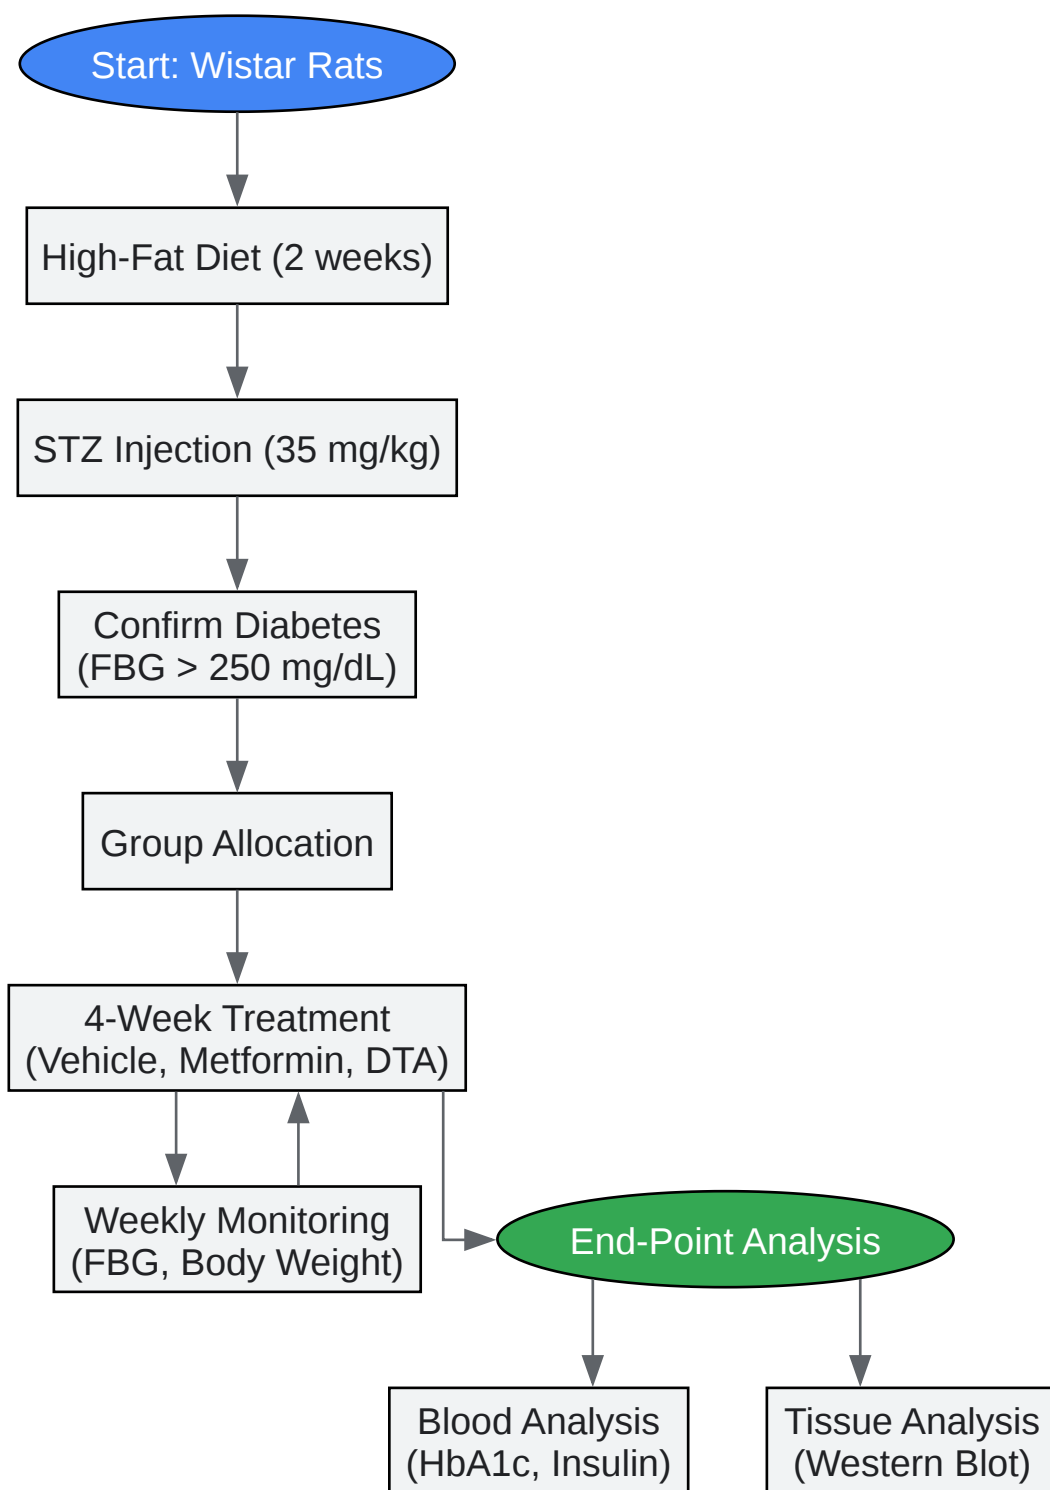 Start: Wistar Rats
High-Fat Diet (2 weeks)
STZ Injection (35 mg/kg)
Confirm Diabetes
(FBG > 250 mg/dL)
Group Allocation
4-Week Treatment
(Vehicle, Metformin, DTA)
Weekly Monitoring
(FBG, Body Weight)
End-Point Analysis
Blood Analysis
(HbA1c, Insulin)
Tissue Analysis
(Western Blot)